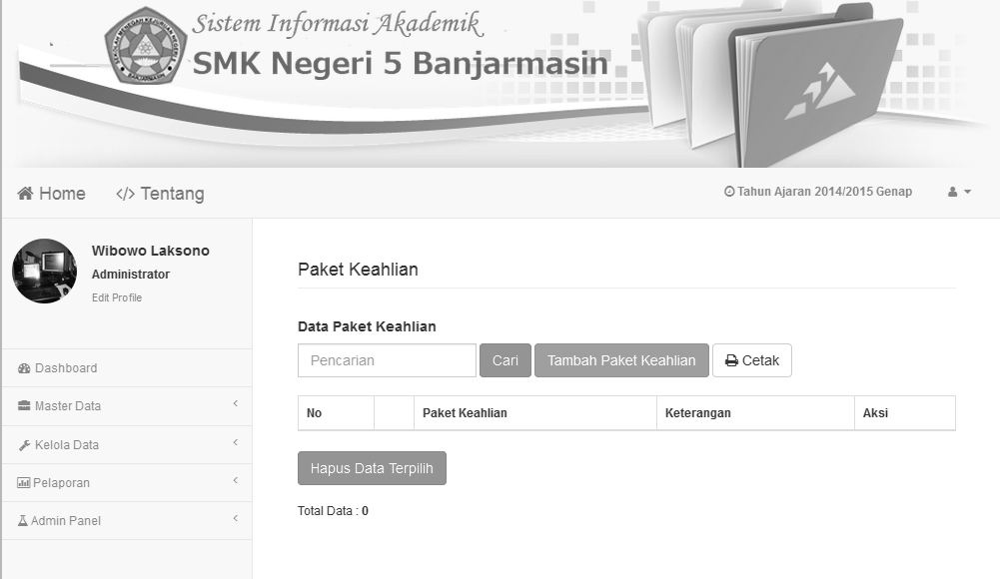 Sistem Informasi Akademik
SMK Negeri 5 Banjarmasin
BANJARMASIN
Home
</> Tentang
Tahun Ajaran 2014/2015 Genap
Wibowo Laksono
Administrator
Edit Profile
Dashboard
Master Data
Kelola Data
Pelaporan
Admin Panel
Paket Keahlian
Data Paket Keahlian
Pencarian Cari Tambah Paket Keahlian Cetak
No Paket Keahlian Keterangan Aksi
Hapus Data Terpilih
Total Data : 0